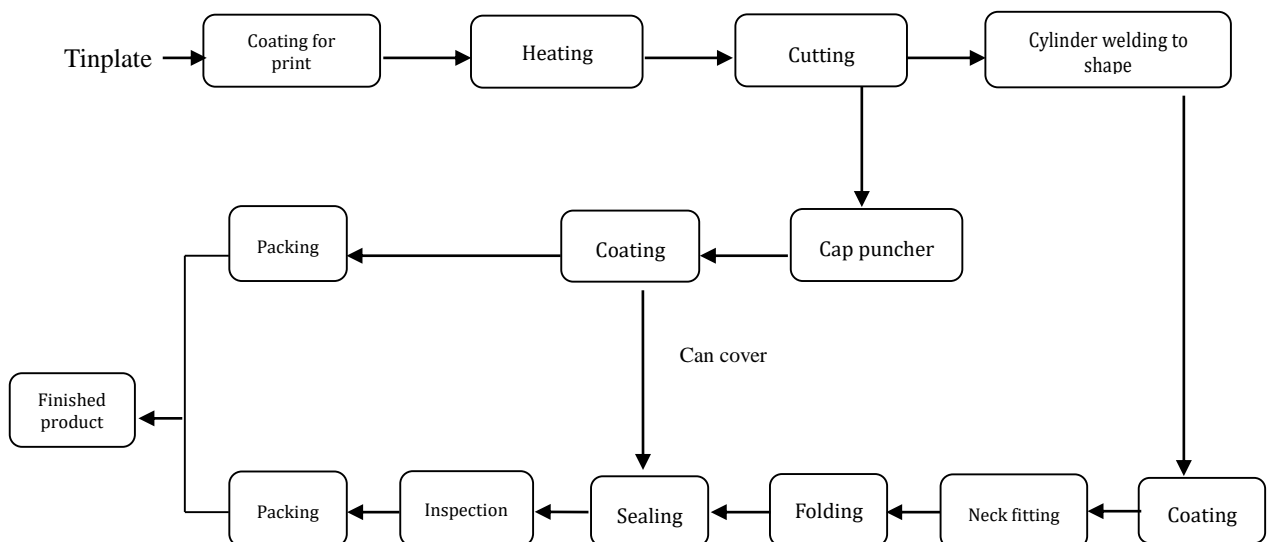 Tinplate
Coating for
print
Heating
Cutting
Cylinder welding to
shape
Packing
Coating
Cap puncher
Can cover
Finished
product
Packing
Inspection
Sealing
Folding
Neck fitting
Coating